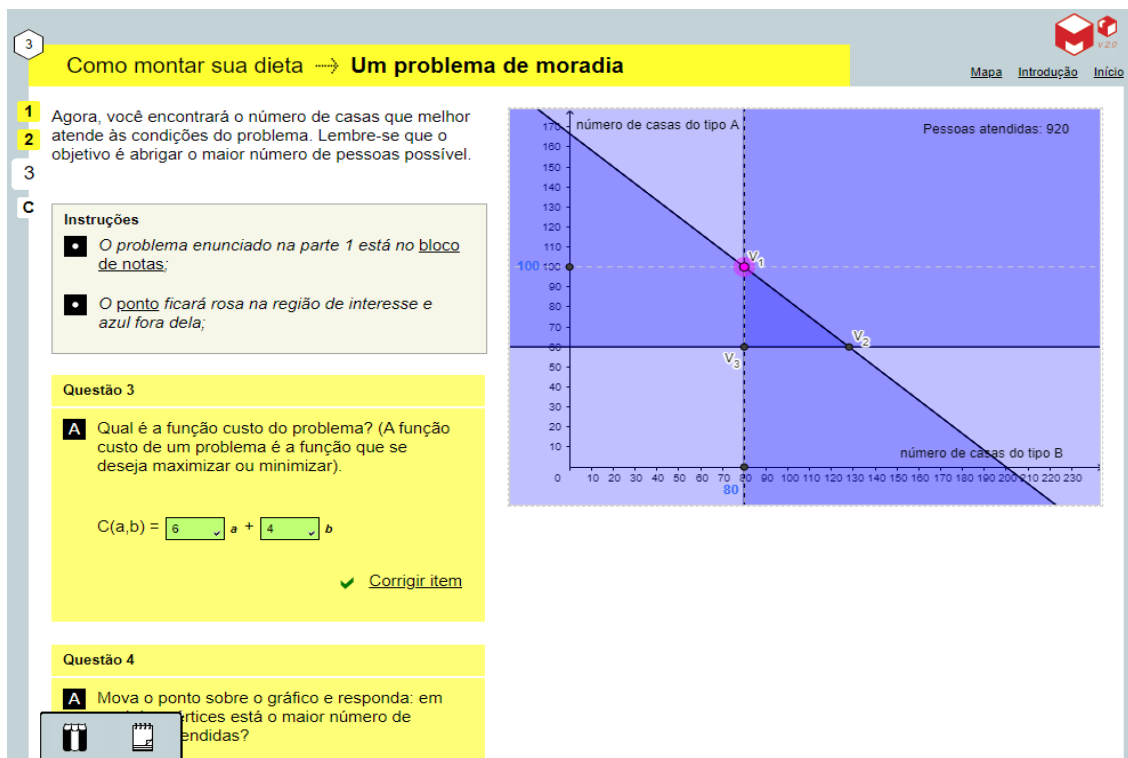 3
v 2.0
Como montar sua dieta ···> Um problema de moradia
Mapa Introdução Início
1
2
3
C
Agora, você encontrará o número de casas que melhor
atende às condições do problema. Lembre-se que o
objetivo é abrigar o maior número de pessoas possível.
Instruções
O problema enunciado na parte 1 está no bloco
de notas;
O ponto ficará rosa na região de interesse e
azul fora dela;
Questão 3
A Qual é a função custo do problema? (A função
custo de um problema é a função que se
deseja maximizar ou minimizar).
C(a,b) = 6 a + 4 b
Corrigir item
Questão 4
A Mova o ponto sobre o gráfico e responda: em
vértices está o maior número de
endidas?
número de casas do tipo A
Pessoas atendidas: 920
170
160
150
140
130
120
110
100 100
90
80
70
60
50
40
30
20
10
V1
V2
V3
número de casas do tipo B
0 10 20 30 40 50 60 70 80 90 100 110 120 130 140 150 160 170 180 190 200 210 220 230
80